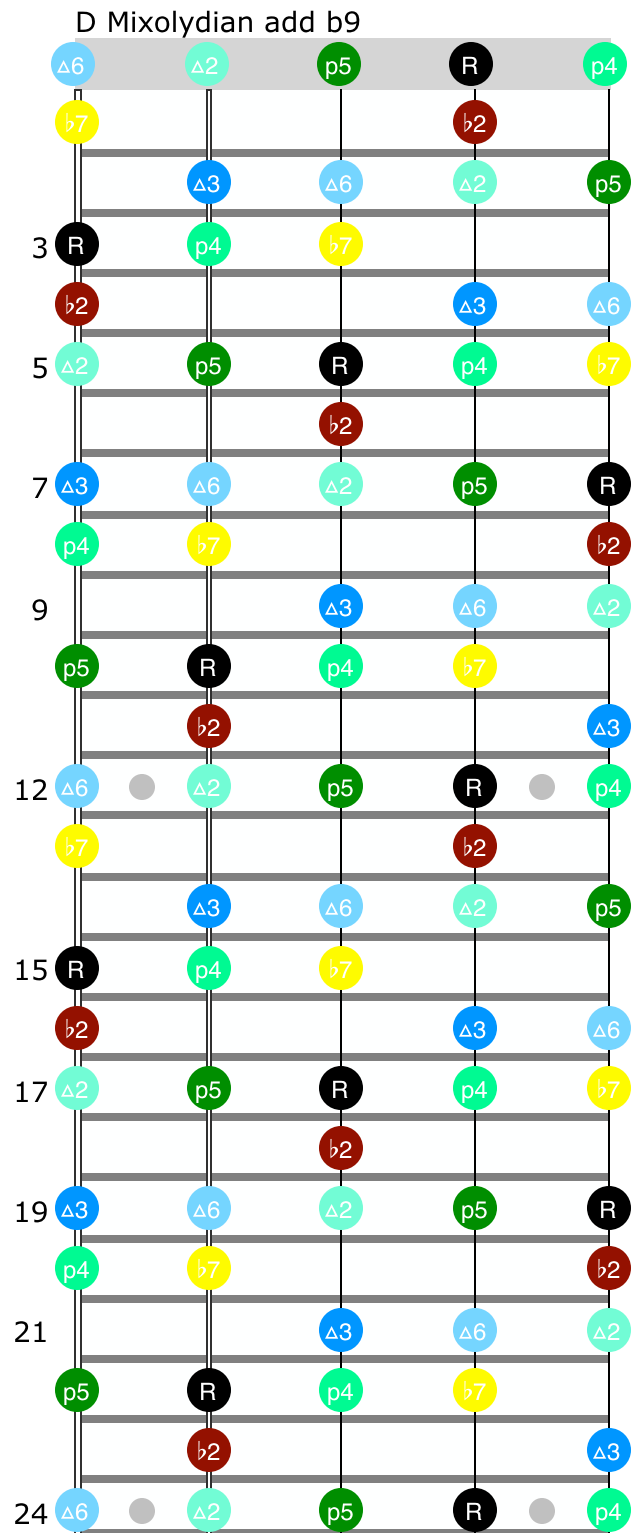 D Mixolydian add b9
▵6 ▵2 p5 R p4
♭7 ♭2
▵3 ▵6 ▵2 p5
3 R p4 ♭7
♭2 ▵3 ▵6
5 ▵2 p5 R p4 ♭7
♭2
7 ▵3 ▵6 ▵2 p5 R
p4 ♭7 ♭2
9 ▵3 ▵6 ▵2
p5 R p4 ♭7
♭2 ▵3
12 ▵6 ▵2 p5 R p4
♭7 ♭2
▵3 ▵6 ▵2 p5
15 R p4 ♭7
♭2 ▵3 ▵6
17 ▵2 p5 R p4 ♭7
♭2
19 ▵3 ▵6 ▵2 p5 R
p4 ♭7 ♭2
21 ▵3 ▵6 ▵2
p5 R p4 ♭7
♭2 ▵3
24 ▵6 ▵2 p5 R p4